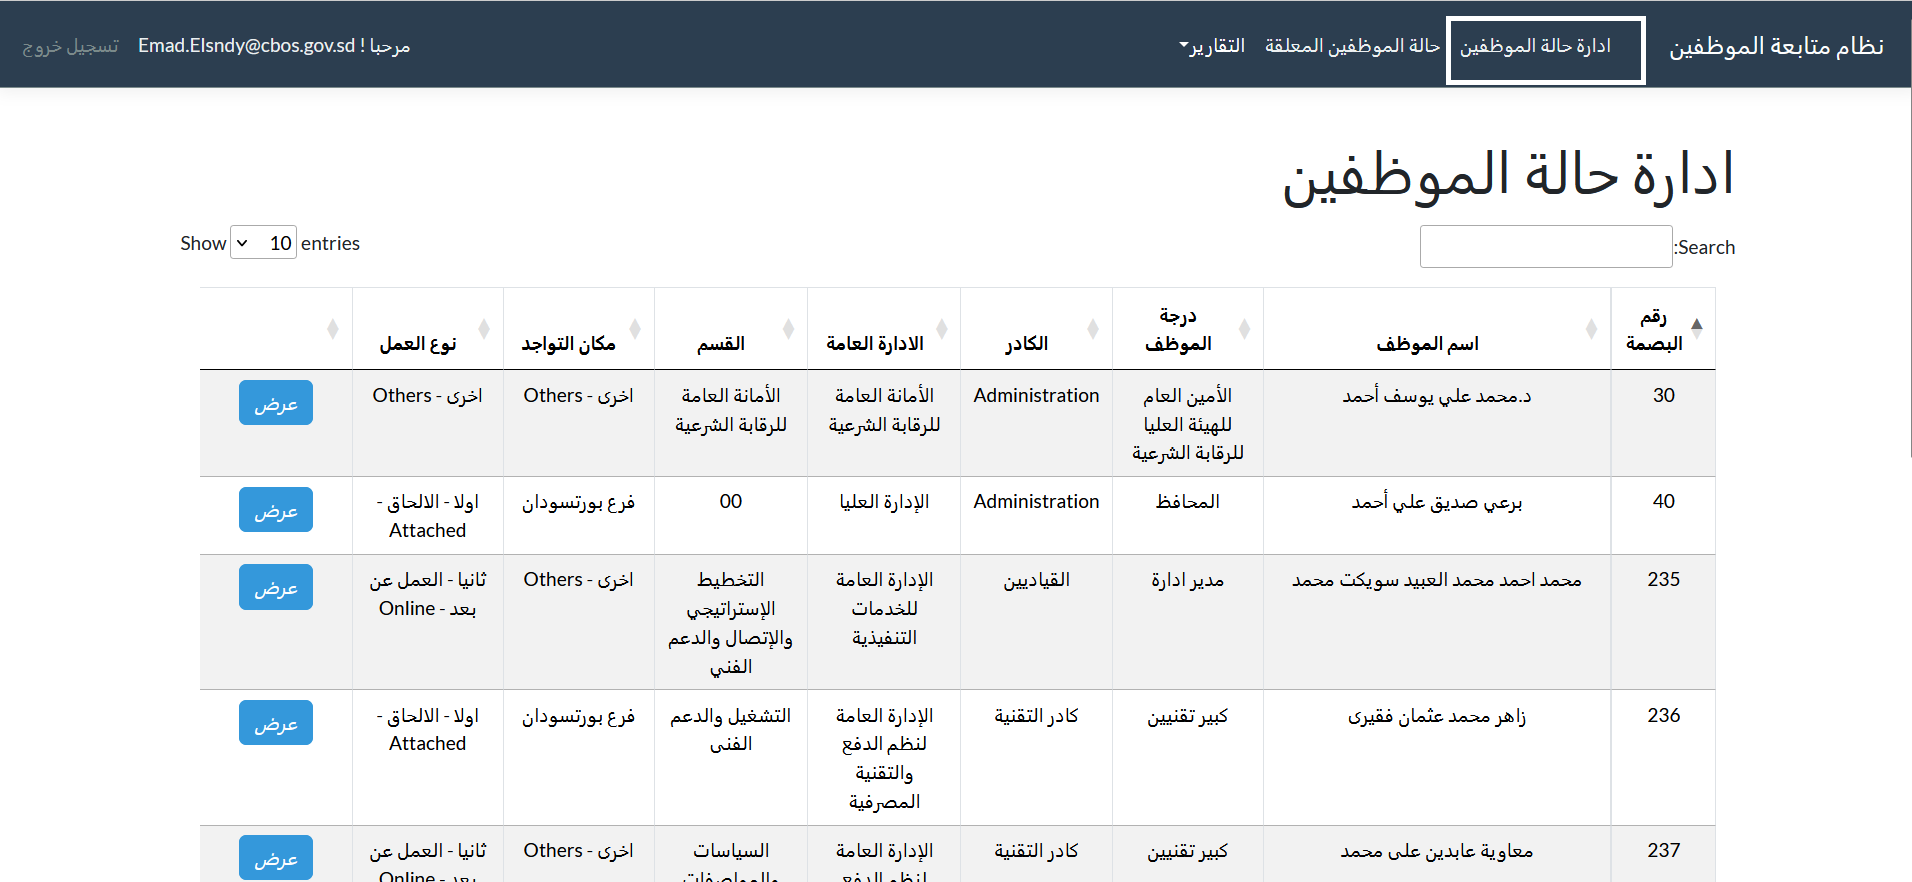 نظام متابعة الموظفين
ادارة حالة الموظفين
حالة الموظفين المعلقة
التقارير
مرحبا ! Emad.Elsndy@cbos.gov.sd
تسجيل خروج
ادارة حالة الموظفين
Search:
Show 10 entries
رقم البصمة
اسم الموظف
درجة الموظف
الكادر
الادارة العامة
القسم
مكان التواجد
نوع العمل
30
د.محمد علي يوسف أحمد
الأمين العام
للهيئة العليا
للرقابة الشرعية
Administration
الأمانة العامة
للرقابة الشرعية
الأمانة العامة
للرقابة الشرعية
اخرى - Others
اخرى - Others
عرض
40
برعي صديق علي أحمد
المحافظ
Administration
الإدارة العليا
00
فرع بورتسودان
اولا - الالحاق -
Attached
عرض
235
محمد احمد محمد العبيد سويكت محمد
مدير ادارة
القياديين
الإدارة العامة
للخدمات
التنفيذية
التخطيط
الإستراتيجي
والإتصال والدعم
الفني
اخرى - Others
ثانيا - العمل عن
بعد - Online
عرض
236
زاهر محمد عثمان فقيرى
كبير تقنيين
كادر التقنية
الإدارة العامة
لنظم الدفع
والتقنية
المصرفية
التشغيل والدعم
الفنى
فرع بورتسودان
اولا - الالحاق -
Attached
عرض
237
معاوية عابدين على محمد
كبير تقنيين
كادر التقنية
الإدارة العامة
لنظم الدفع
السياسات
والمواصفات
اخرى - Others
ثانيا - العمل عن
بعد - Online
عرض